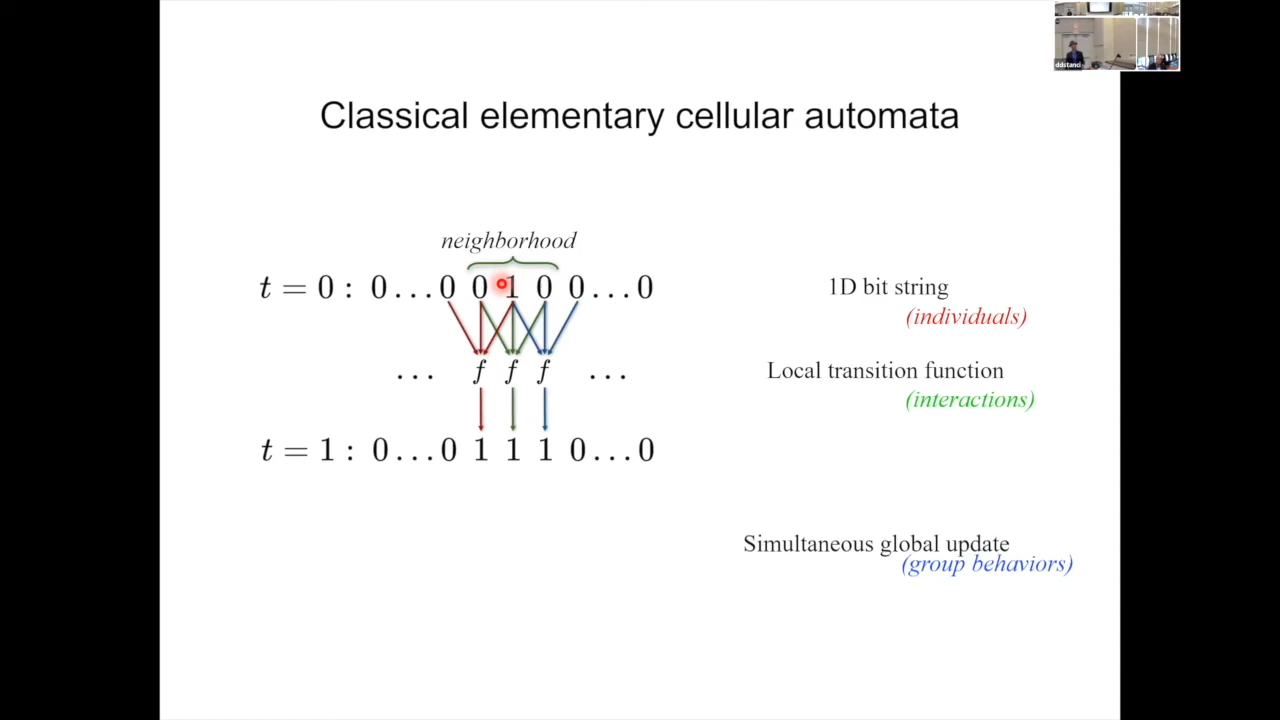 ddstanci
Classical elementary cellular automata
neighborhood
t = 0 : 0...0 0 1 0 0...0
1D bit string
(individuals)
... f f f ...
Local transition function
(interactions)
t = 1 : 0...0 1 1 1 0...0
Simultaneous global update
(group behaviors)